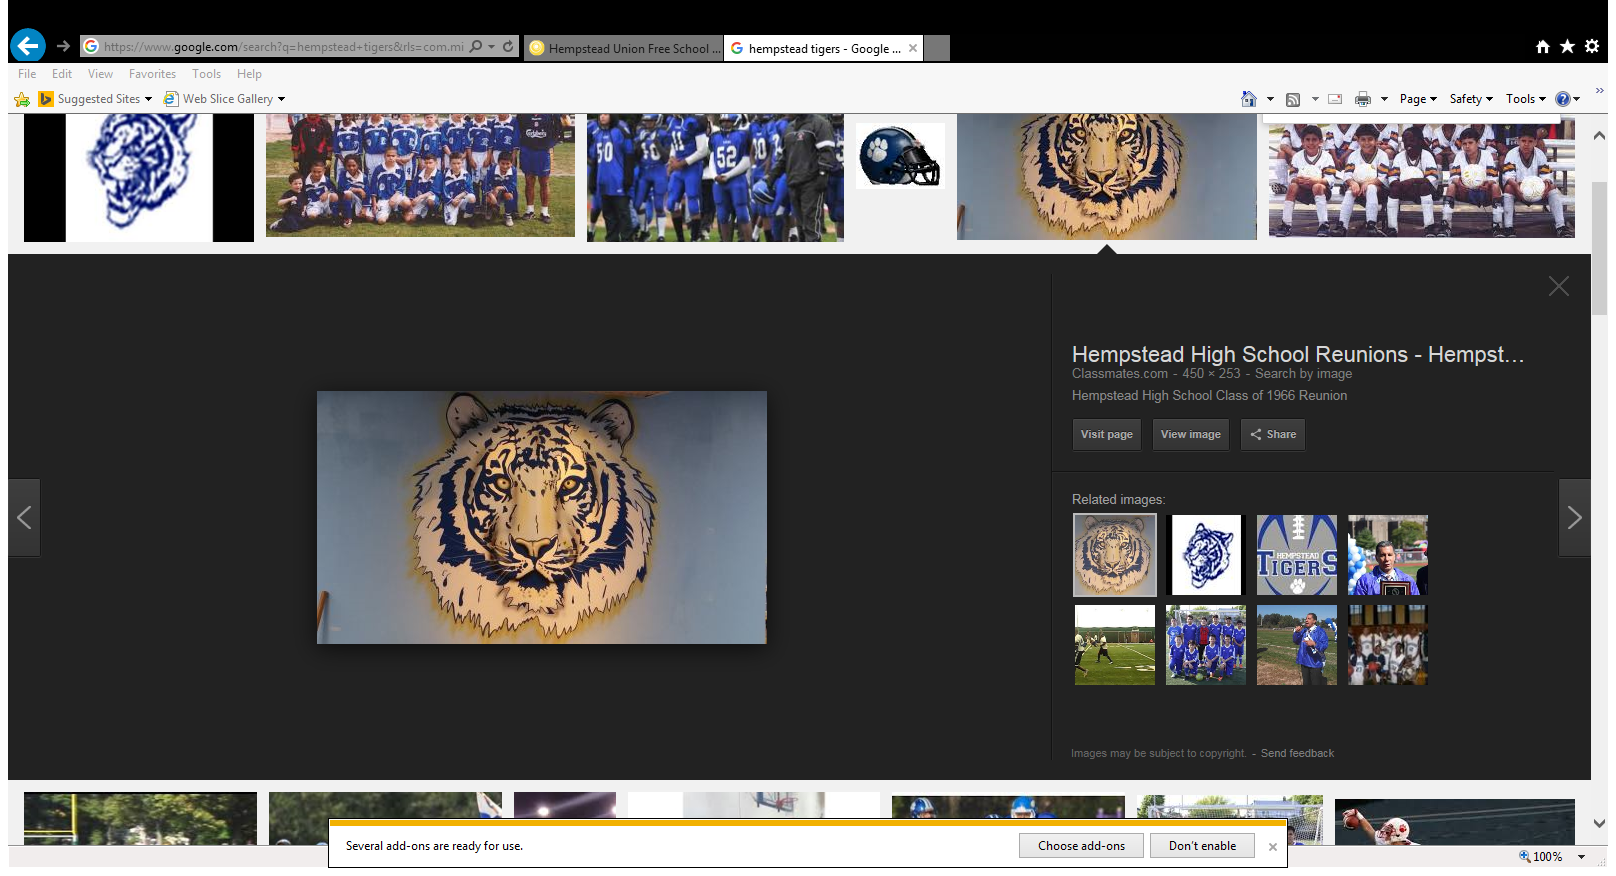 https://www.google.com/search?q=hempstead+tigers&rls=com.mi
Hempstead Union Free School ...
hempstead tigers - Google ...
File Edit View Favorites Tools Help
Suggested Sites Web Slice Gallery
Page Safety Tools
50
11
52
Hempstead High School Reunions - Hempst...
Classmates.com - 450 × 253 - Search by image
Hempstead High School Class of 1966 Reunion
Visit page View image Share
Related images:
HEMPSTEAD
TIGERS
Images may be subject to copyright. - Send feedback
Several add-ons are ready for use. Choose add-ons Don't enable
100%